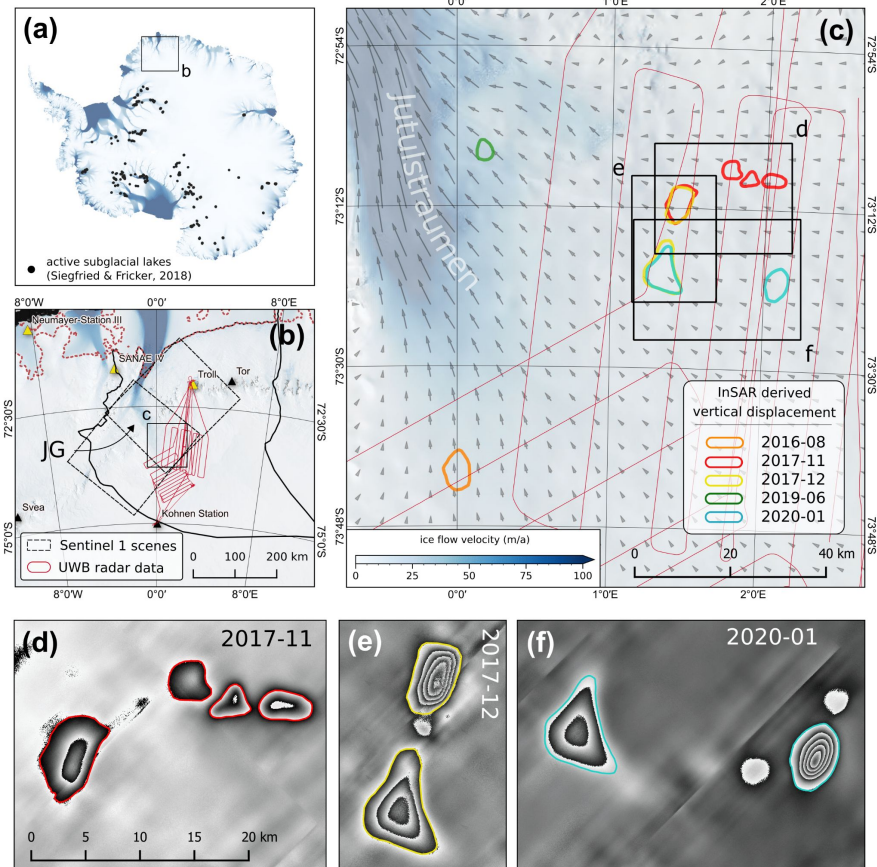 (a)
b
active subglacial lakes
(Siegfried & Fricker, 2018)
8°0'W 0°0' 8°0'E
(b)
Neumayer-Station III
SANAE IV
Troll
Tor
c
JG
72°30'S
72°30'S
Svea
Kohnen Station
75°0'S
75°0'S
Sentinel 1 scenes
UWB radar data
0 100 200 km
8°0'W 0°0' 8°0'E
0°0' 1°0'E 2°0'E
(c)
72°54'S
72°54'S
Jutulstraumen
d
e
73°12'S
73°12'S
f
73°30'S
73°30'S
InSAR derived
vertical displacement
2016-08
2017-11
2017-12
2019-06
2020-01
73°48'S
73°48'S
ice flow velocity (m/a)
0 25 50 75 100
0 20 40 km
0°0' 1°0'E 2°0'E
(d)
2017-11
0 5 10 15 20 km
(e)
2017-12
(f)
2020-01